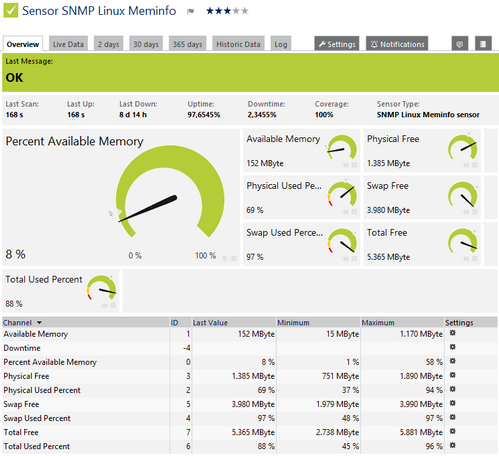 Sensor SNMP Linux Meminfo
Overview Live Data 2 days 30 days 365 days Historic Data Log Settings Notifications
Last Message:
OK
Last Scan: Last Up: Last Down: Uptime: Downtime: Coverage: Sensor Type:
168 s 168 s 8 d 14 h 97,6545% 2,3455% 100% SNMP Linux Meminfo sensor
Percent Available Memory
0 % 100 %
8 %
Available Memory
152 MByte
Physical Free
1.385 MByte
Physical Used Pe...
69 %
Swap Free
3.980 MByte
Swap Used Perce...
97 %
Total Free
5.365 MByte
Total Used Percent
88 %
Channel ID Last Value Minimum Maximum Settings
Available Memory 1 152 MByte 15 MByte 1.170 MByte
Downtime -4
Percent Available Memory 0 8 % 1 % 58 %
Physical Free 3 1.385 MByte 751 MByte 1.890 MByte
Physical Used Percent 2 69 % 37 % 94 %
Swap Free 5 3.980 MByte 1.979 MByte 3.990 MByte
Swap Used Percent 4 97 % 48 % 97 %
Total Free 7 5.365 MByte 2.738 MByte 5.881 MByte
Total Used Percent 6 88 % 45 % 96 %